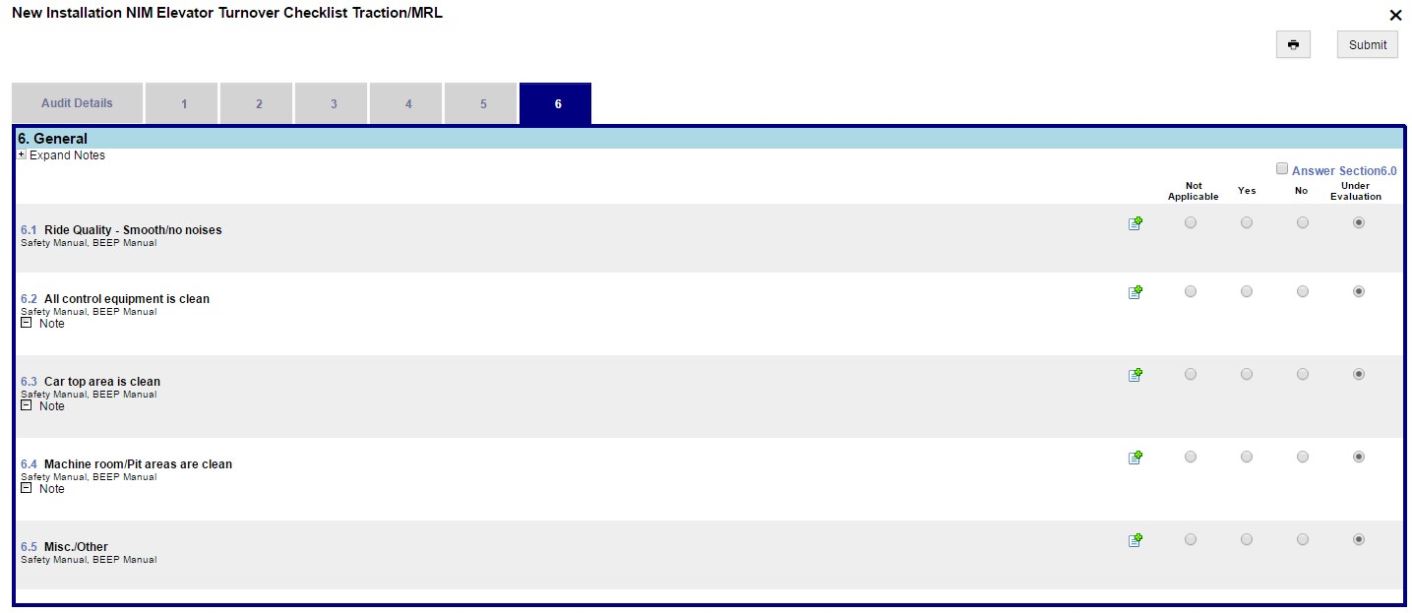 New Installation NIM Elevator Turnover Checklist Traction/MRL
Submit
Audit Details 1 2 3 4 5 6
6. General
Expand Notes
Answer Section6.0
Not Applicable Yes No Under Evaluation
6.1 Ride Quality - Smooth/no noises
Safety Manual, BEEP Manual
6.2 All control equipment is clean
Safety Manual, BEEP Manual
Note
6.3 Car top area is clean
Safety Manual, BEEP Manual
Note
6.4 Machine room/Pit areas are clean
Safety Manual, BEEP Manual
Note
6.5 Misc./Other
Safety Manual, BEEP Manual